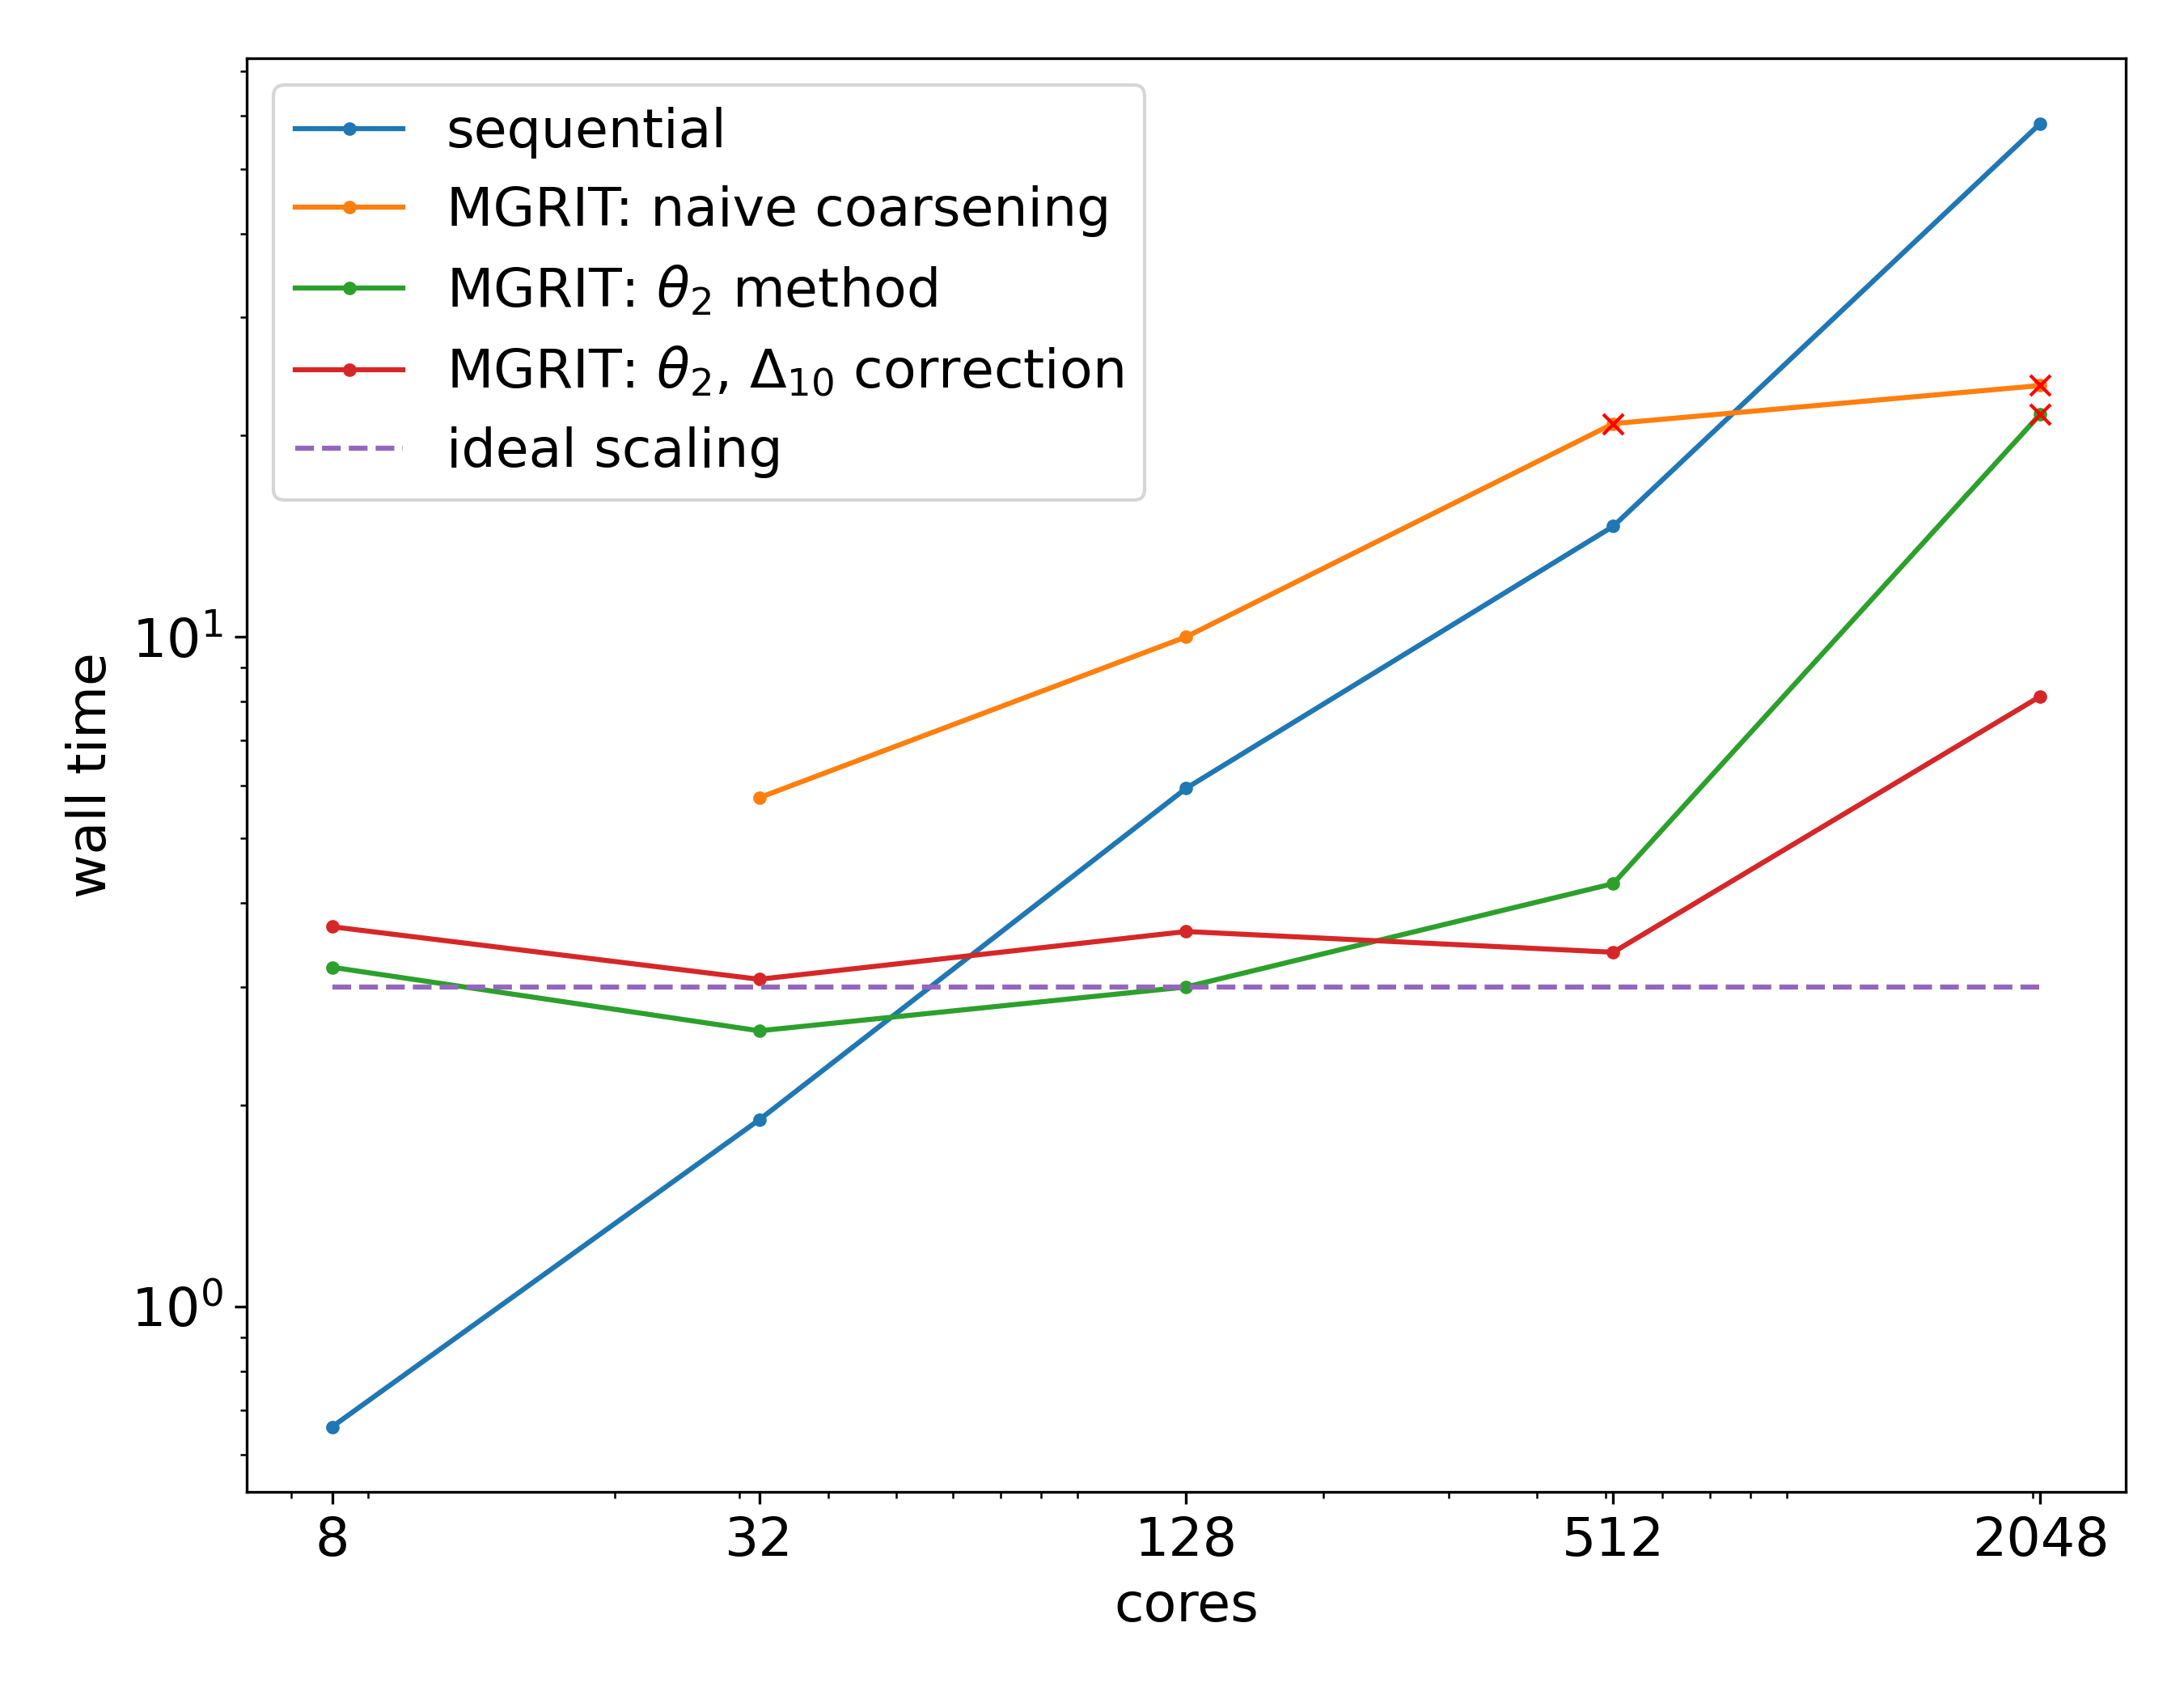 sequential
MGRIT: naive coarsening
MGRIT: θ₂ method
MGRIT: θ₂, Δ₁₀ correction
ideal scaling
wall time
10¹
10⁰
8 32 128 512 2048
cores